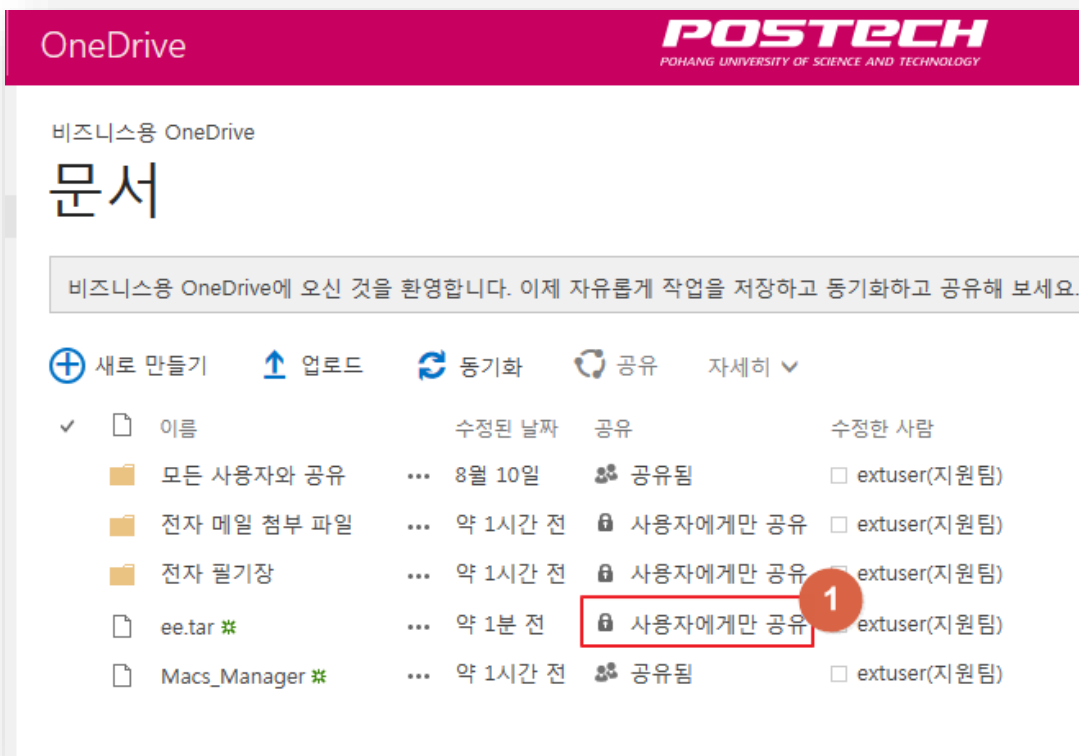 OneDrive
POSTECH
POHANG UNIVERSITY OF SCIENCE AND TECHNOLOGY
비즈니스용 OneDrive
문서
비즈니스용 OneDrive에 오신 것을 환영합니다. 이제 자유롭게 작업을 저장하고 동기화하고 공유해 보세요.
새로 만들기 업로드 동기화 공유 자세히
이름 수정된 날짜 공유 수정한 사람
모든 사용자와 공유 ... 8월 10일 공유됨 extuser(지원팀)
전자 메일 첨부 파일 ... 약 1시간 전 사용자에게만 공유 extuser(지원팀)
전자 필기장 ... 약 1시간 전 사용자에게만 공유 extuser(지원팀)
1
ee.tar ... 약 1분 전 사용자에게만 공유 extuser(지원팀)
Macs_Manager ... 약 1시간 전 공유됨 extuser(지원팀)